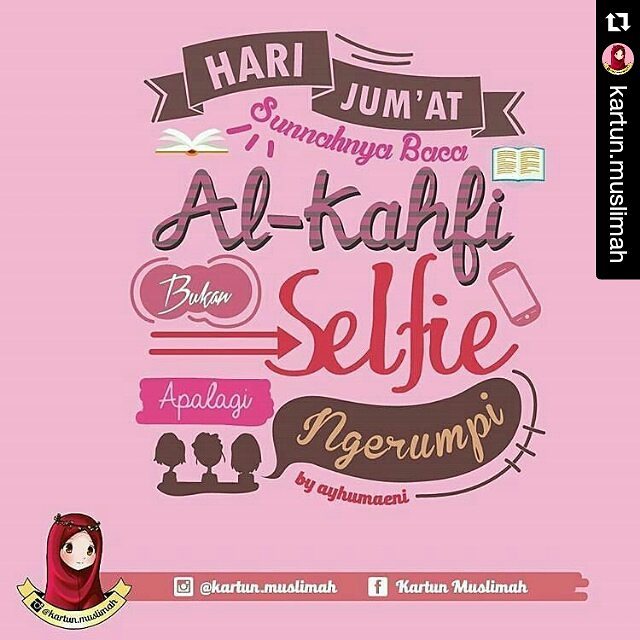 HARI JUM'AT
Sunnahnya Baca
Al-Kahfi
Bukan
Selfie
Apalagi
Ngerumpi
by ayhumaeni
@kartun.muslimah
@kartun.muslimah
Kartun Muslimah
kartun.muslimah